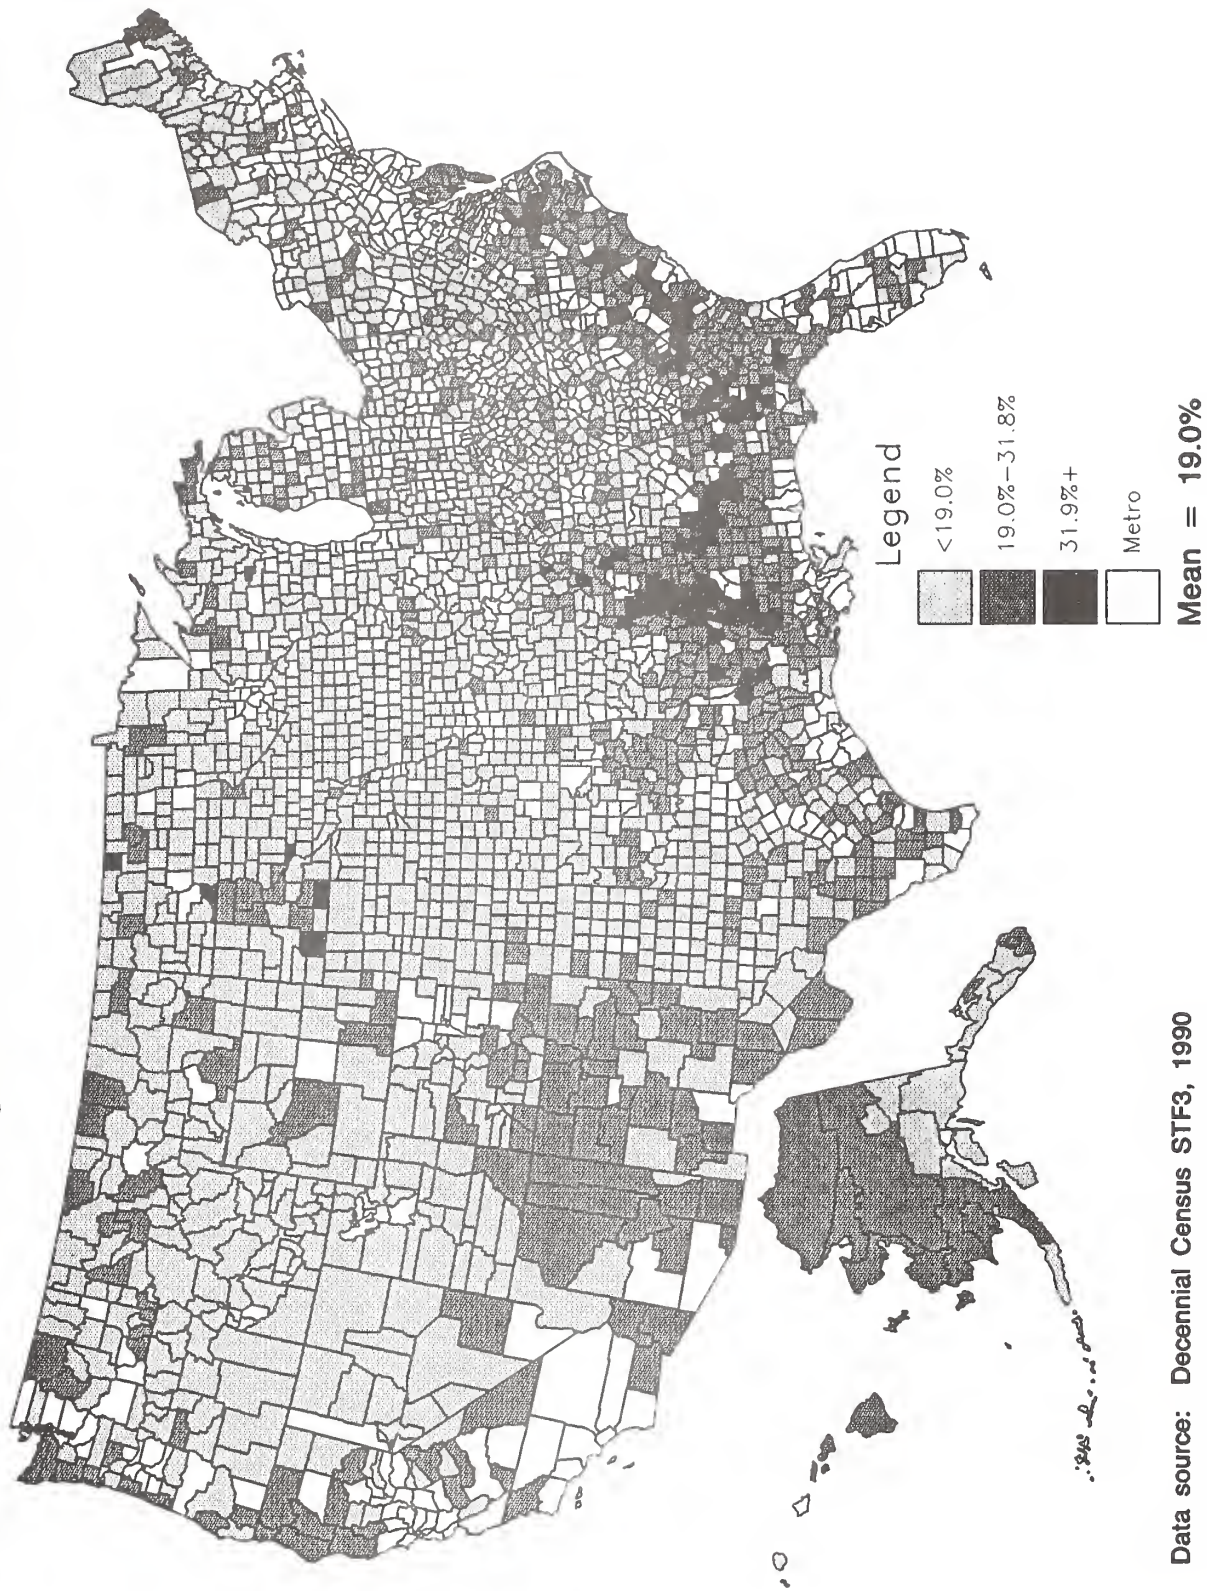 Legend
<19.0%
19.0%–31.8%
31.9%+
Metro
Mean = 19.0%
Data source: Decennial Census STF3, 1990